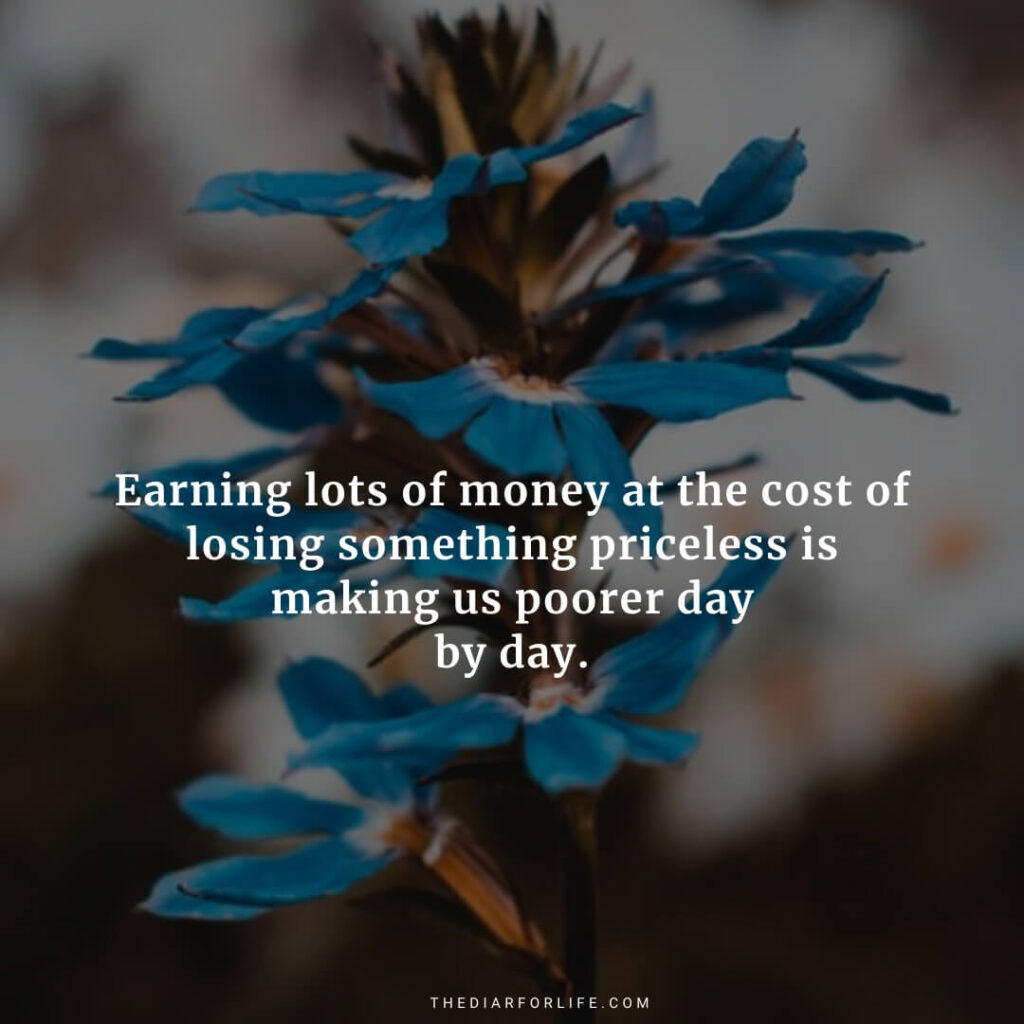 Earning lots of money at the cost of
losing something priceless is
making us poorer day
by day.
THEDIARFORLIFE.COM